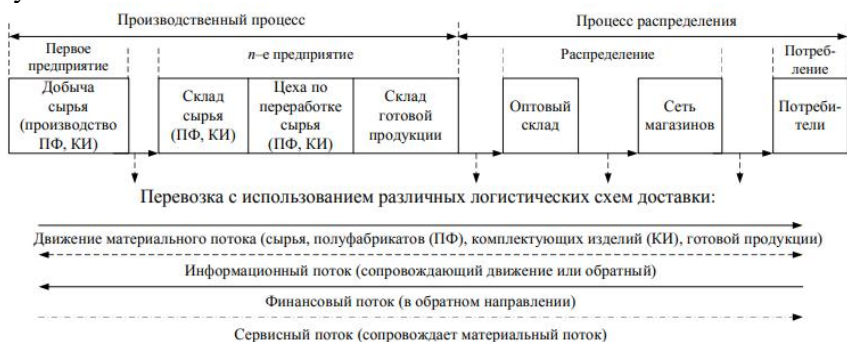 Производственный процесс
Процесс распределения
Первое
предприятие
n–е предприятие
Распределение
Потреб-
ление
Добыча
сырья
(производство
ПФ, КИ)
Склад
сырья
(ПФ, КИ)
Цеха по
переработке
сырья
(ПФ, КИ)
Склад
готовой
продукции
Оптовый
склад
Сеть
магазинов
Потреби-
тели
Перевозка с использованием различных логистических схем доставки:
Движение материального потока (сырья, полуфабрикатов (ПФ), комплектующих изделий (КИ), готовой продукции)
Информационный поток (сопровождающий движение или обратный)
Финансовый поток (в обратном направлении)
Сервисный поток (сопровождает материальный поток)